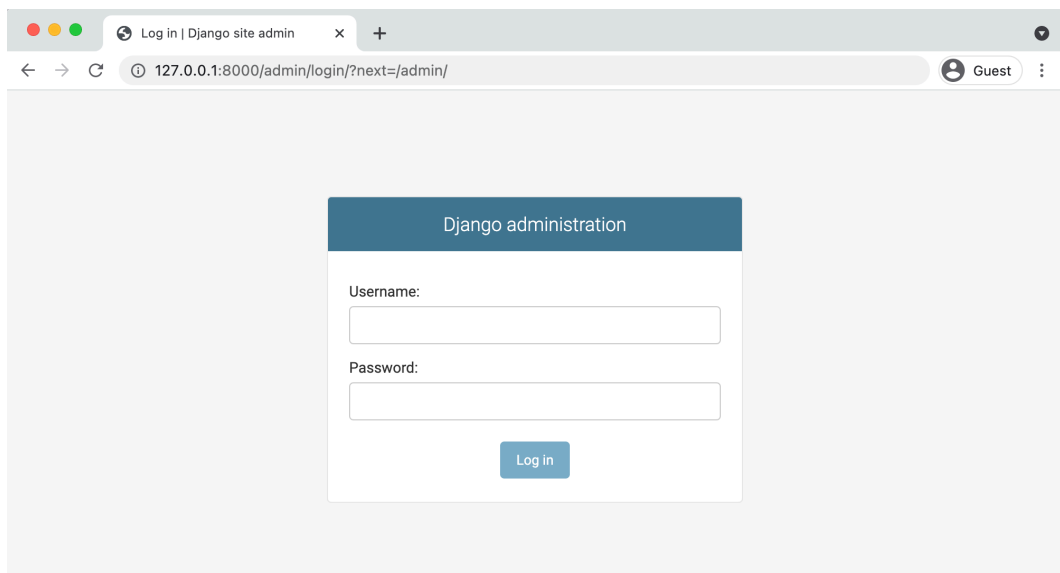 Log in | Django site admin
127.0.0.1:8000/admin/login/?next=/admin/
Guest
Django administration
Username:
Password:
Log in